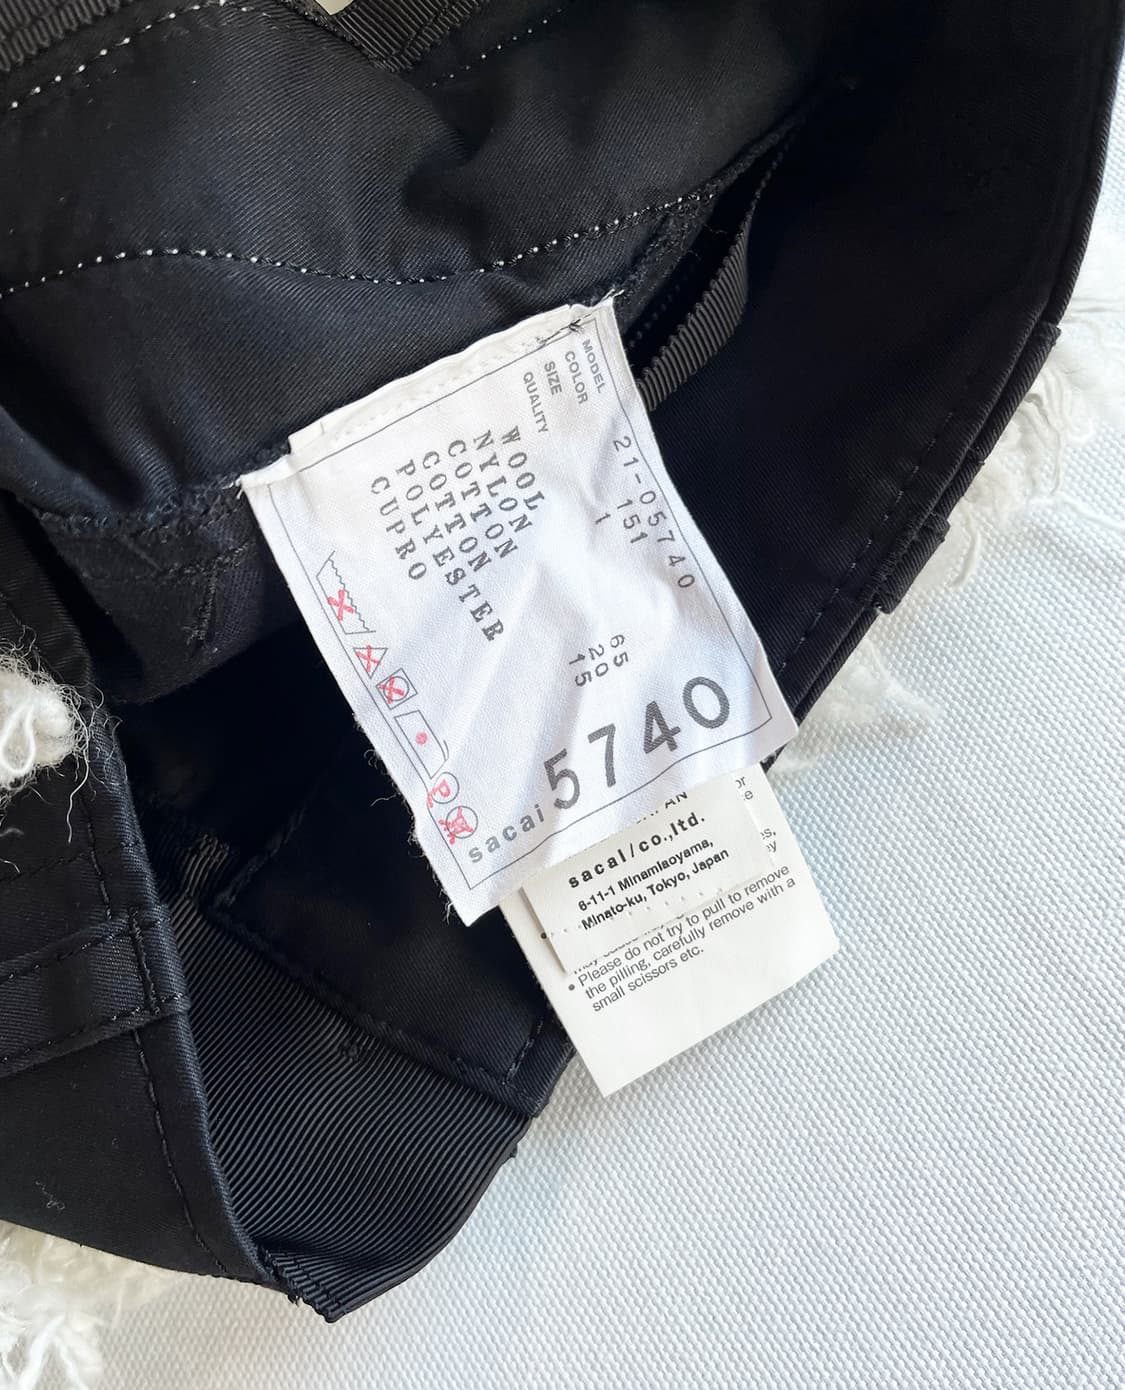 MODEL 21-05740
COLOR 151
SIZE 1
QUALITY
WOOL 65
NYLON 20
COTTON 15
COTTON
POLYESTER
CUPRO
P
sacai 5740
sacai/co.,ltd.
6-11-1 Minamiaoyama,
Minato-ku, Tokyo, Japan
• Please do not try to pull to remove
the pilling, carefully remove with a
small scissors etc.